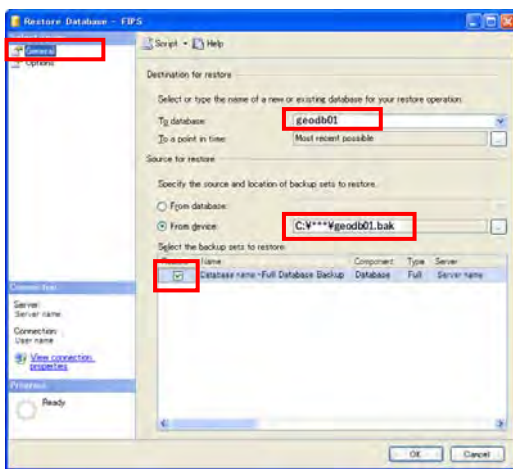 Restore Database - FIPS
General
Options
Script
Help
Destination for restore
Select or type the name of a new or existing database for your restore operation.
To database:
geodb01
To a point in time:
Most recent possible
...
Source for restore
Specify the source and location of backup sets to restore.
From database:
From device:
C:¥***¥geodb01.bak
...
Select the backup sets to restore:
Name Component Type Server
Database name -Full Database Backup Database Full Server name
Connection
Server:
Server name
Connection:
User name
View connection properties
Progress
Ready
OK
Cancel